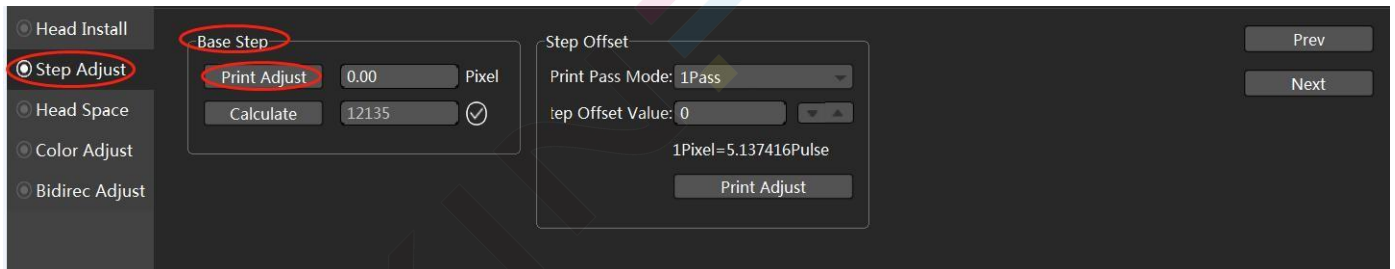 Head Install
Step Adjust
Head Space
Color Adjust
Bidirec Adjust
Base Step
Print Adjust 0.00 Pixel
Calculate 12135
Step Offset
Print Pass Mode: 1Pass
tep Offset Value: 0
1Pixel=5.137416Pulse
Print Adjust
Prev
Next